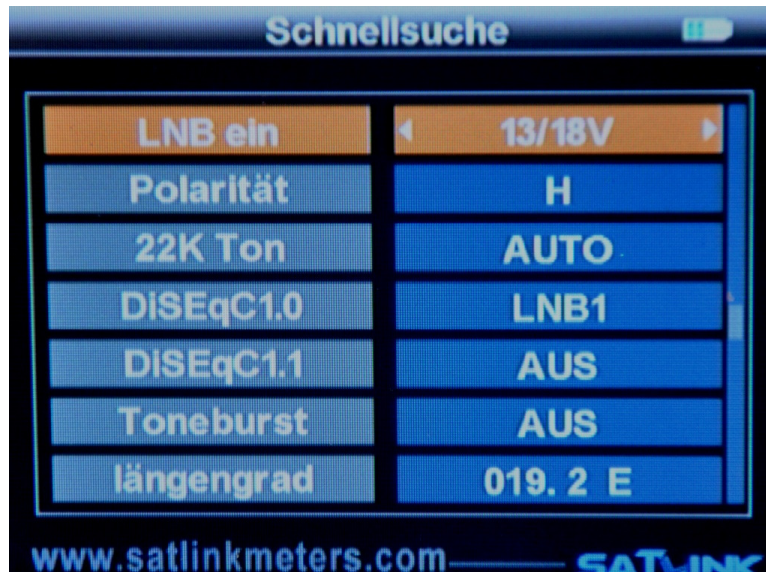 Schnellsuche
LNB ein 13/18V
Polarität H
22K Ton AUTO
DiSEqC1.0 LNB1
DiSEqC1.1 AUS
Toneburst AUS
längengrad 019. 2 E
www.satlinkmeters.com SATLINK